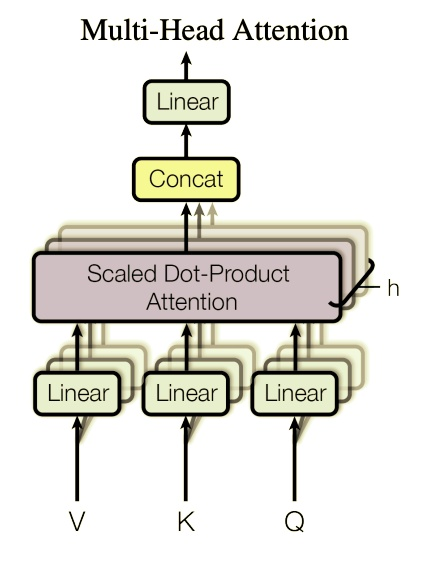 Multi-Head Attention
Linear
Concat
Scaled Dot-Product
Attention
h
Linear Linear Linear
V K Q